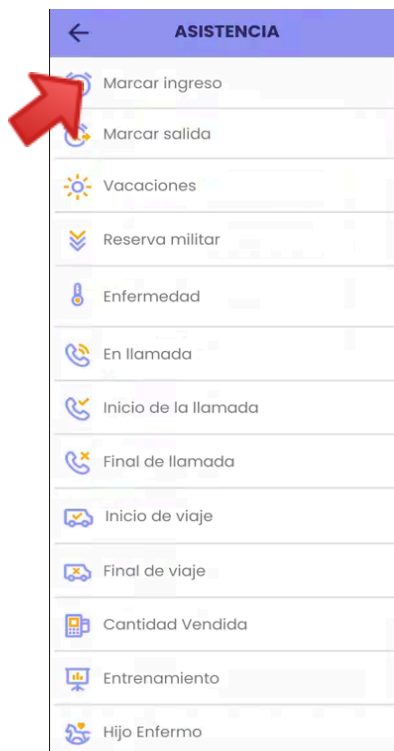 ASISTENCIA
Marcar ingreso
Marcar salida
Vacaciones
Reserva militar
Enfermedad
En llamada
Inicio de la llamada
Final de llamada
Inicio de viaje
Final de viaje
Cantidad Vendida
Entrenamiento
Hijo Enfermo